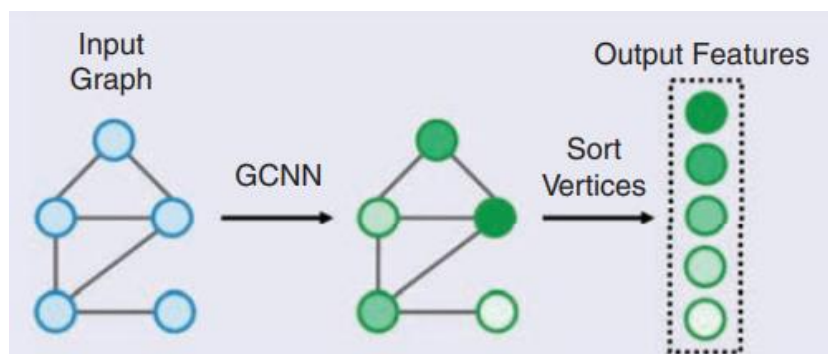 Input
Graph
GCNN
Sort
Vertices
Output Features